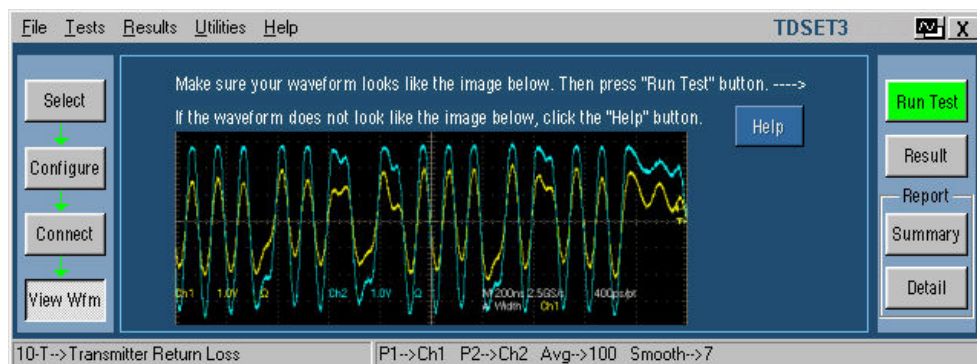 File Tests Results Utilities Help TDSET3 X
Make sure your waveform looks like the image below. Then press "Run Test" button. ---->
If the waveform does not look like the image below, click the "Help" button.
Help
Select
Configure
Connect
View Wfm
Ch1 1.0V Ω Ch2 1.0V Ω M 200ns 2.5GS/s 400ps/pt
A Width Ch1
Run Test
Result
Report
Summary
Detail
10-T-->Transmitter Return Loss P1-->Ch1 P2-->Ch2 Avg-->100 Smooth-->7